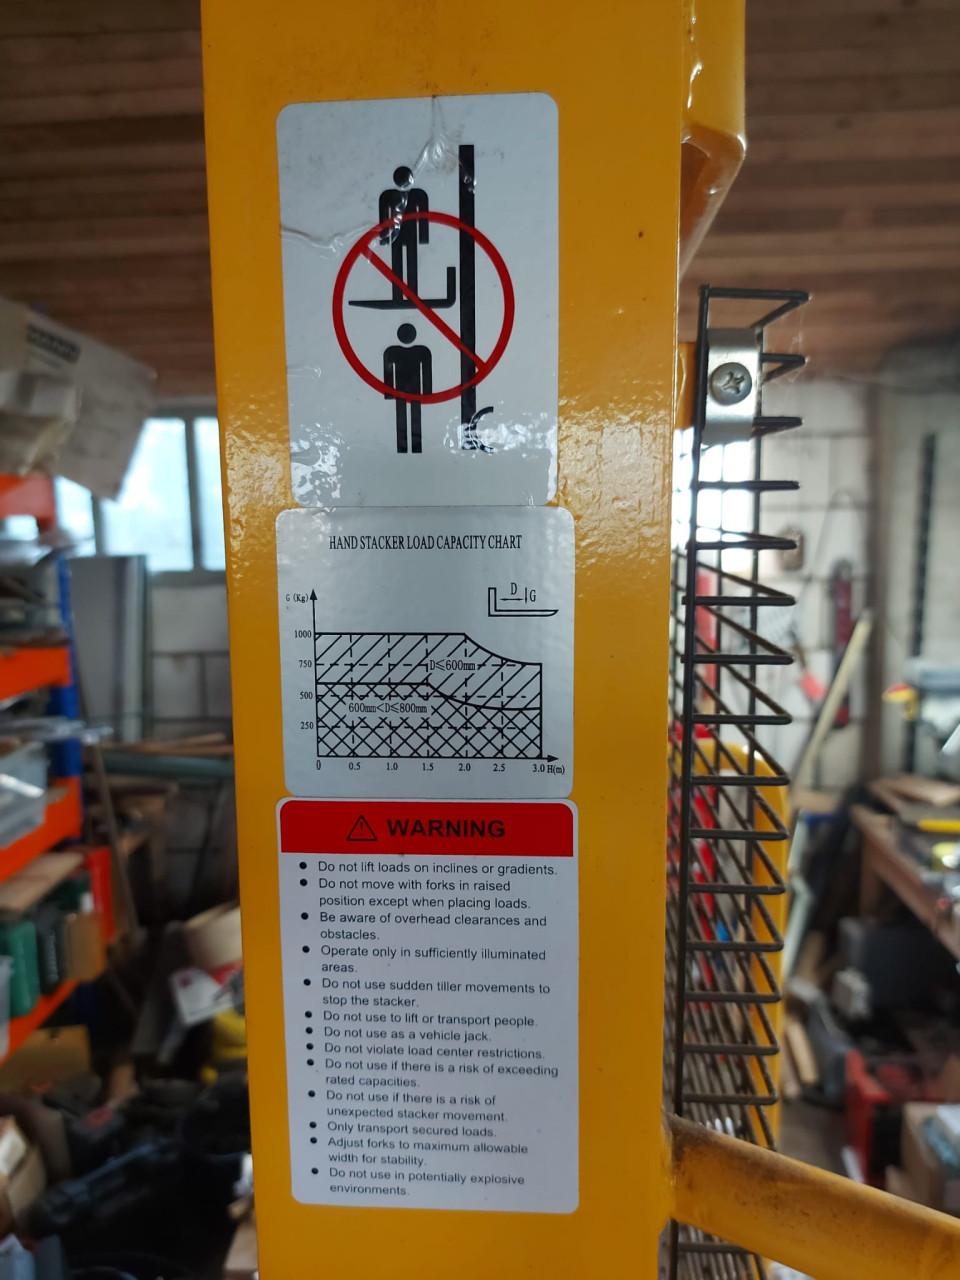 HAND STACKER LOAD CAPACITY CHART
D
G
G (Kg)
1000
750
D≤600mm
500
600mm<D≤800mm
250
0 0.5 1.0 1.5 2.0 2.5 3.0 H(m)
WARNING
Do not lift loads on inclines or gradients.
Do not move with forks in raised
position except when placing loads.
Be aware of overhead clearances and
obstacles.
Operate only in sufficiently illuminated
areas.
Do not use sudden tiller movements to
stop the stacker.
Do not use to lift or transport people.
Do not use as a vehicle jack.
Do not violate load center restrictions.
Do not use if there is a risk of exceeding
rated capacities.
Do not use if there is a risk of
unexpected stacker movement.
Only transport secured loads.
Adjust forks to maximum allowable
width for stability.
Do not use in potentially explosive
environments.